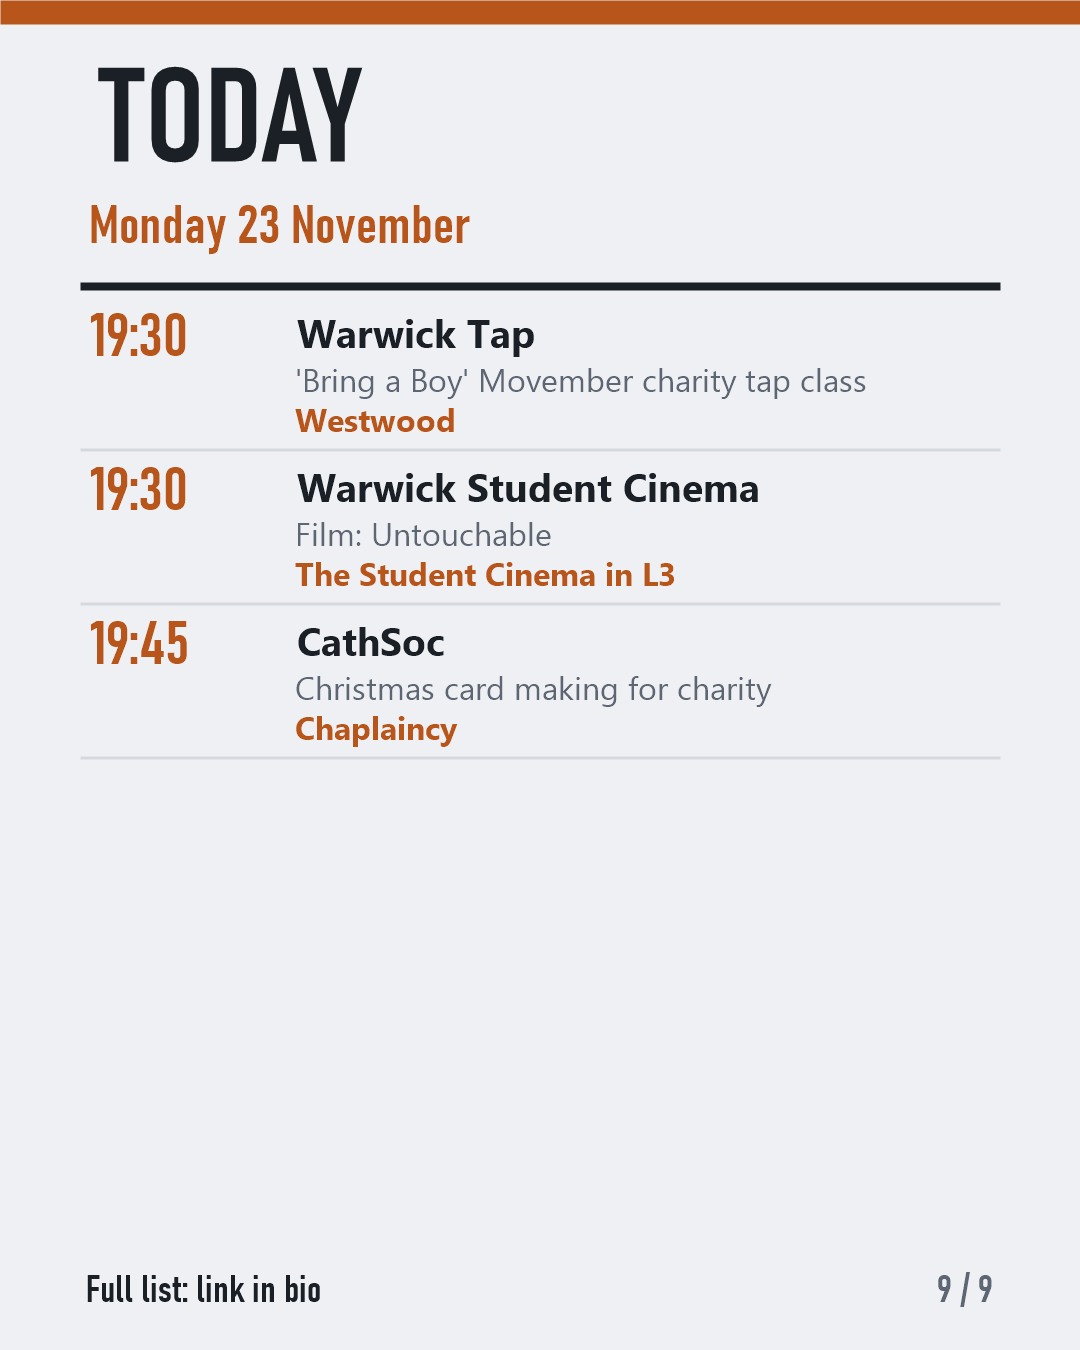 TODAY
Monday 23 November
19:30
Warwick Tap
'Bring a Boy' Movember charity tap class
Westwood
19:30
Warwick Student Cinema
Film: Untouchable
The Student Cinema in L3
19:45
CathSoc
Christmas card making for charity
Chaplaincy
Full list: link in bio
9 / 9